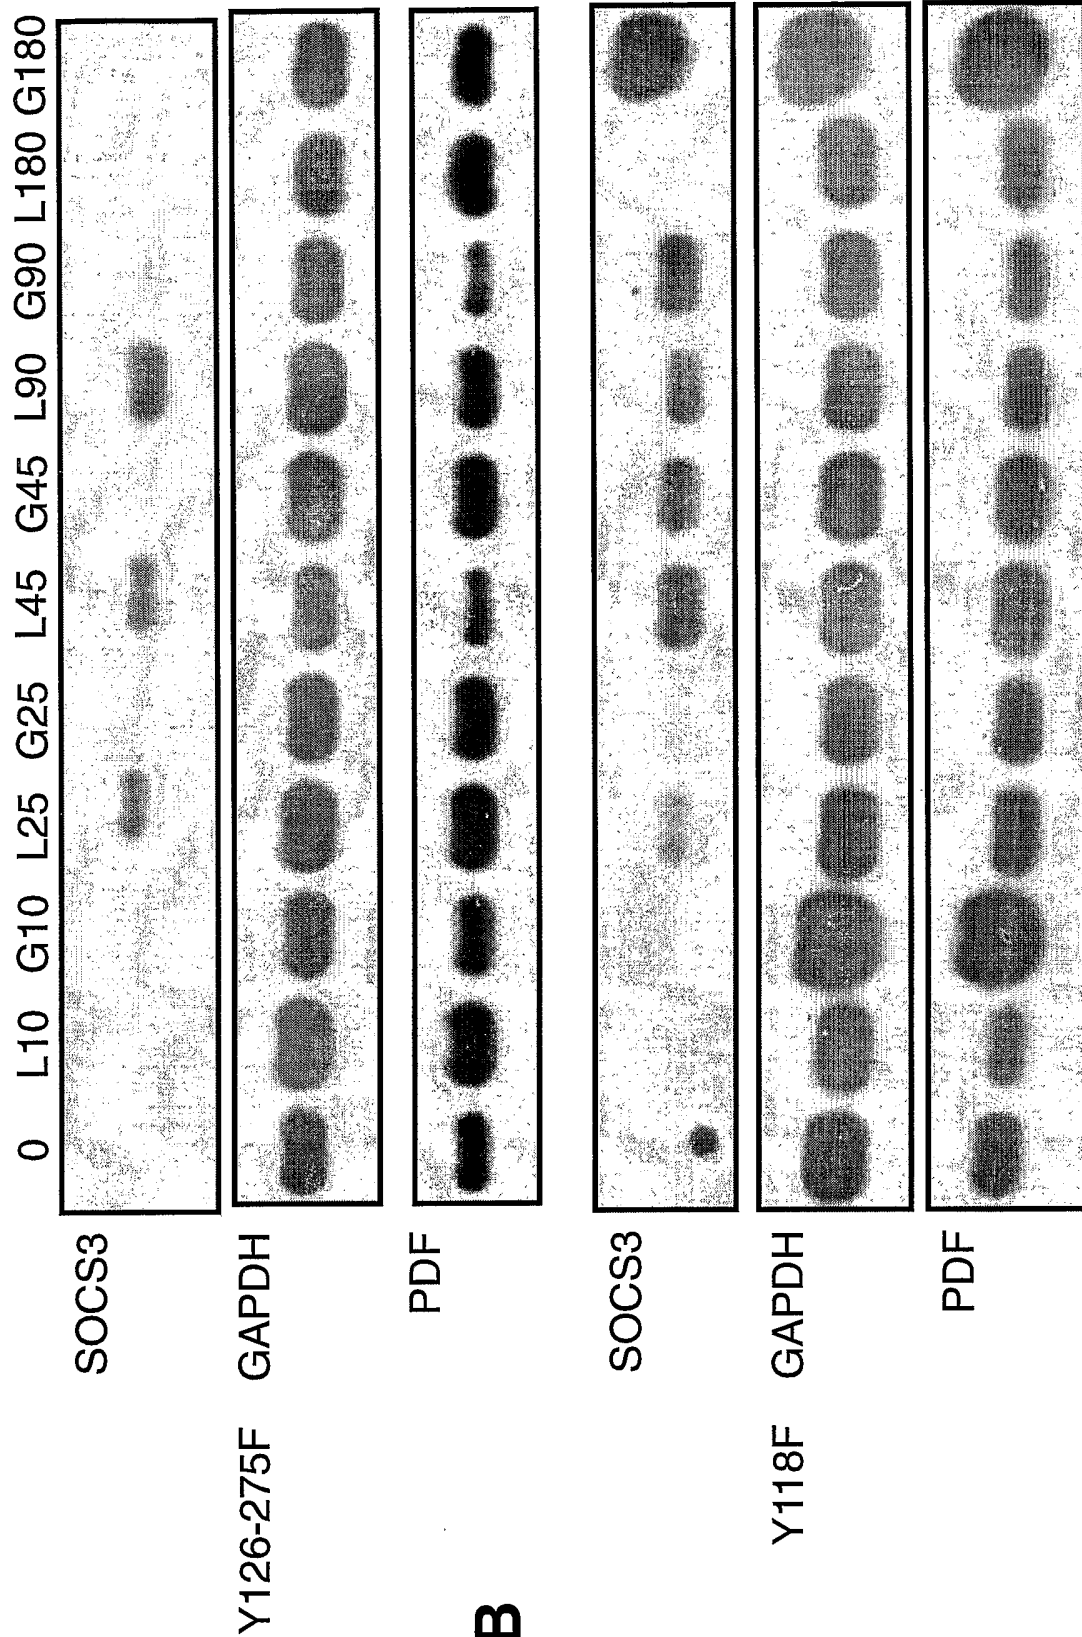 0 L10 G10 L25 G25 L45 G45 L90 G90 L180 G180
SOCS3
Y126-275F GAPDH
PDF
B
SOCS3
Y118F GAPDH
PDF